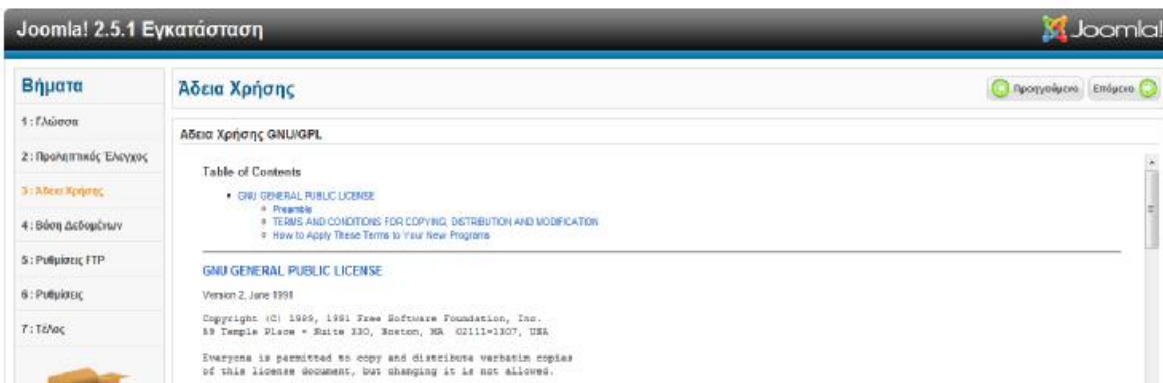 Joomla! 2.5.1 Εγκατάσταση
Joomla!
Βήματα
1 : Γλώσσα
2 : Προληπτικός Έλεγχος
3 : Άδεια Χρήσης
4 : Βάση Δεδομένων
5 : Ρυθμίσεις FTP
6 : Ρυθμίσεις
7 : Τέλος
Άδεια Χρήσης
Προηγούμενο
Επόμενο
Αδεια Χρήσης GNU/GPL
Table of Contents
GNU GENERAL PUBLIC LICENSE
Preamble
TERMS AND CONDITIONS FOR COPYING, DISTRIBUTION AND MODIFICATION
How to Apply These Terms to Your New Programs
GNU GENERAL PUBLIC LICENSE
Version 2, June 1991
Copyright (C) 1989, 1991 Free Software Foundation, Inc.
59 Temple Place - Suite 330, Boston, MA 02111-1307, USA
Everyone is permitted to copy and distribute verbatim copies
of this license document, but changing it is not allowed.